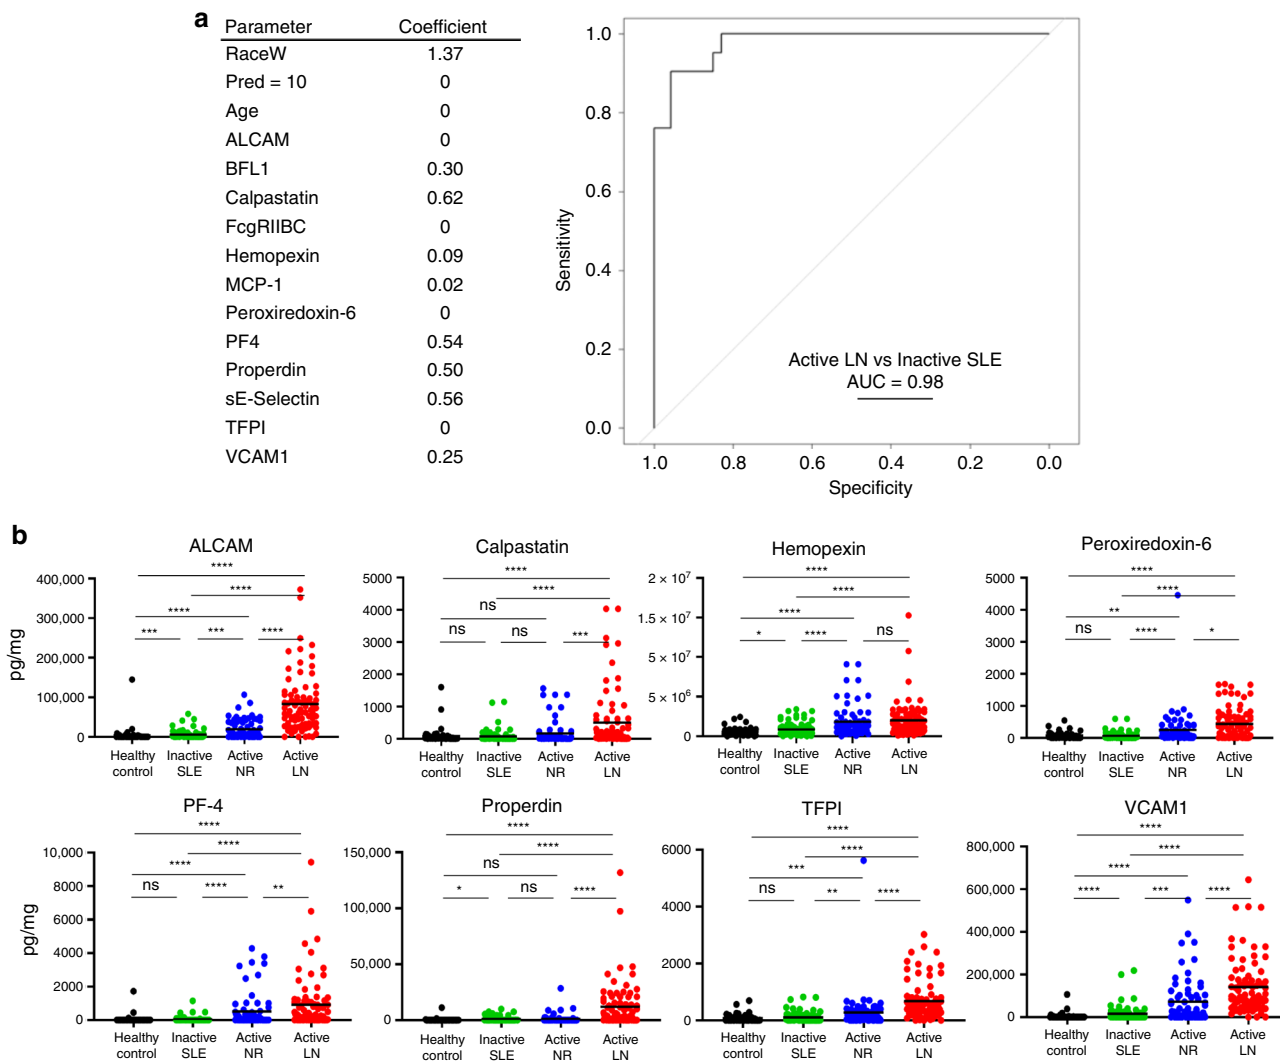 a
Parameter Coefficient
RaceW 1.37
Pred = 10 0
Age 0
ALCAM 0
BFL1 0.30
Calpastatin 0.62
FcgRIIBC 0
Hemopexin 0.09
MCP-1 0.02
Peroxiredoxin-6 0
PF4 0.54
Properdin 0.50
sE-Selectin 0.56
TFPI 0
VCAM1 0.25
Sensitivity
1.0
0.8
0.6
0.4
0.2
0.0
Active LN vs Inactive SLE
AUC = 0.98
1.0 0.8 0.6 0.4 0.2 0.0
Specificity
b
ALCAM
pg/mg
400,000
300,000
200,000
100,000
0
****
****
****
*** *** ****
Healthy control
Inactive SLE
Active NR
Active LN
Calpastatin
5000
4000
3000
2000
1000
0
****
****
ns
ns ns ***
Healthy control
Inactive SLE
Active NR
Active LN
Hemopexin
2 × 10⁷
1.5 × 10⁷
5 × 10⁷
5 × 10⁶
0
****
****
****
* **** ns
Healthy control
Inactive SLE
Active NR
Active LN
Peroxiredoxin-6
5000
4000
3000
2000
1000
0
****
****
**
ns **** *
Healthy control
Inactive SLE
Active NR
Active LN
PF-4
pg/mg
10,000
8000
6000
4000
2000
0
****
****
****
ns **** **
Healthy control
Inactive SLE
Active NR
Active LN
Properdin
150,000
100,000
50,000
0
****
****
ns
* ns ****
Healthy control
Inactive SLE
Active NR
Active LN
TFPI
6000
4000
2000
0
****
****
***
ns ** ****
Healthy control
Inactive SLE
Active NR
Active LN
VCAM1
800,000
600,000
400,000
200,000
0
****
****
****
**** *** ****
Healthy control
Inactive SLE
Active NR
Active LN